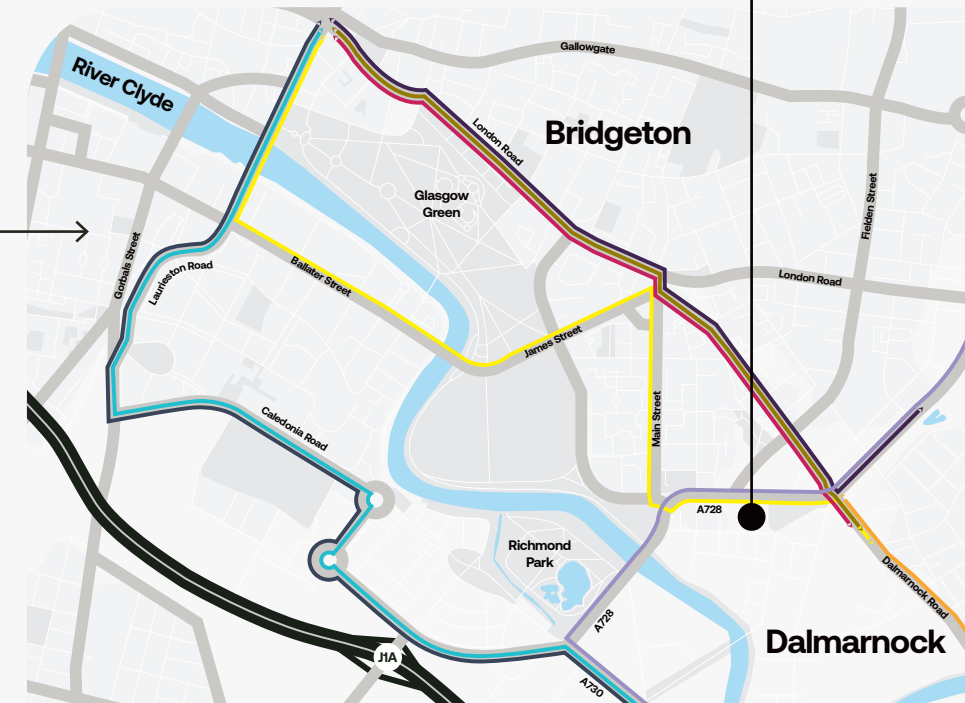 Gallowgate
River Clyde
London Road
Bridgeton
Glasgow
Green
Fielden Street
Gorbals Street
Laurieston Road
Ballater Street
London Road
James Street
Main Street
Caledonia Road
A728
Richmond
Park
Dalmarnock Road
A728
Dalmarnock
J1A
A730